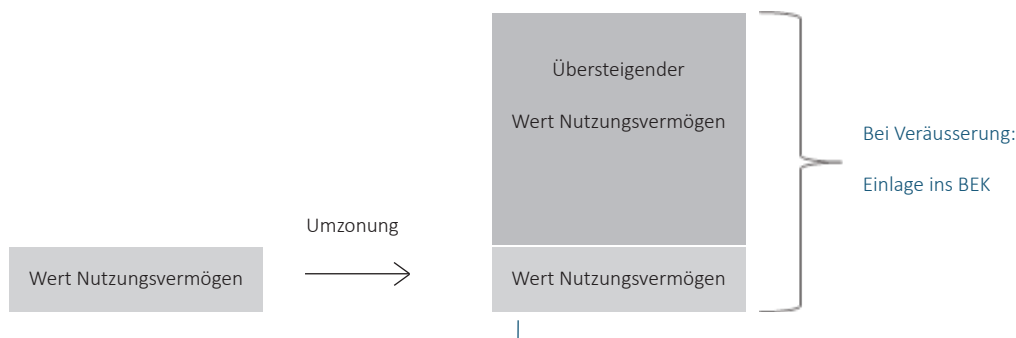 Übersteigender
Wert Nutzungsvermögen
Bei Veräusserung:
Einlage ins BEK
Umzonung
Wert Nutzungsvermögen
Wert Nutzungsvermögen